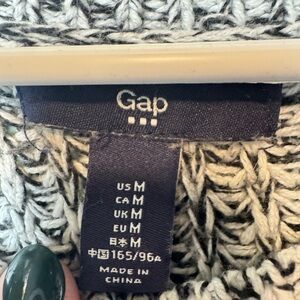 Gap
US M
CA M
UK M
EU M
日本 M
中国 165/96A
MADE IN
CHINA